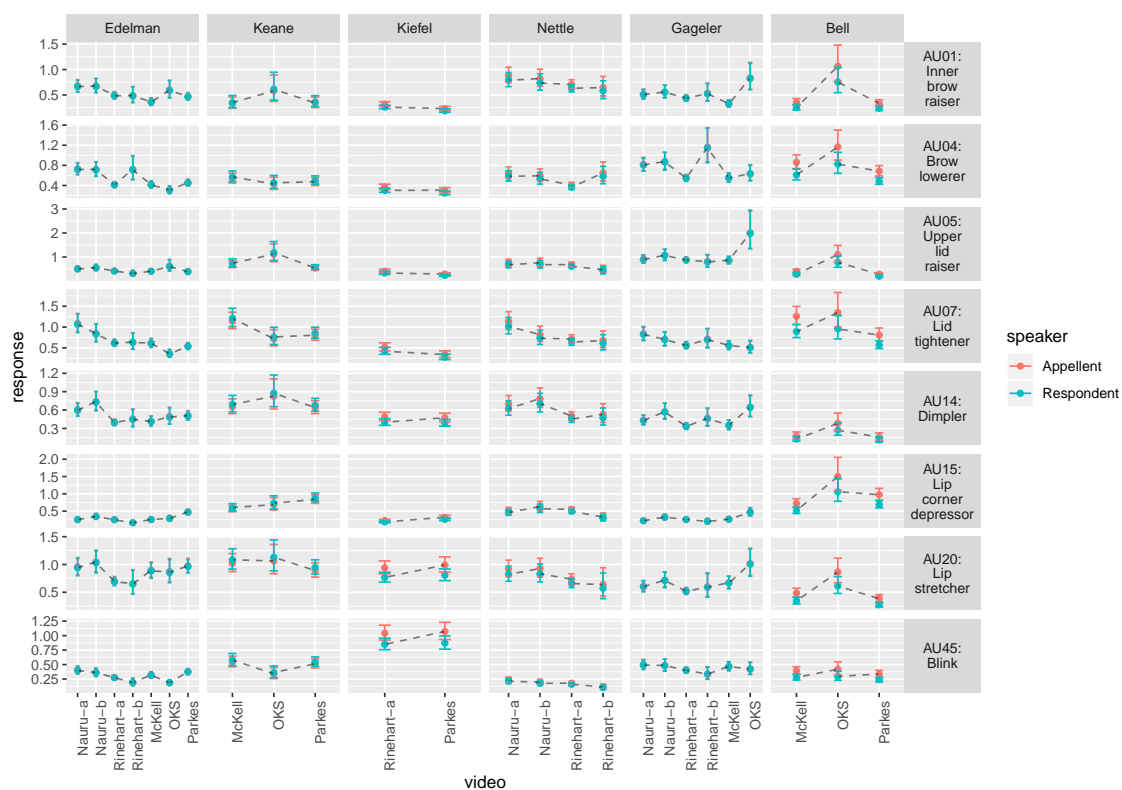 Edelman Keane Kiefel Nettle Gageler Bell
1.5
0.5
AU01:
Inner
brow
raiser
1.6
1.2
0.8
0.4
AU04:
Brow
lowerer
3
2
1
AU05:
Upper
lid
raiser
1.5
1.0
0.5
AU07:
Lid
tightener
1.2
0.9
0.6
0.3
AU14:
Dimpler
2.0
1.5
1.0
0.5
AU15:
Lip
corner
depressor
1.5
1.0
0.5
AU20:
Lip
stretcher
1.25
1.00
0.75
0.50
0.25
AU45:
Blink
1.0
response
speaker
Appellent
Respondent
Nauru−a
Nauru−b
Rinehart−a
Rinehart−b
McKell
OKS
Parkes
McKell
OKS
Parkes
Rinehart−a
Parkes
Nauru−a
Nauru−b
Rinehart−a
Rinehart−b
Nauru−a
Nauru−b
Rinehart−a
Rinehart−b
McKell
OKS
McKell
OKS
Parkes
video